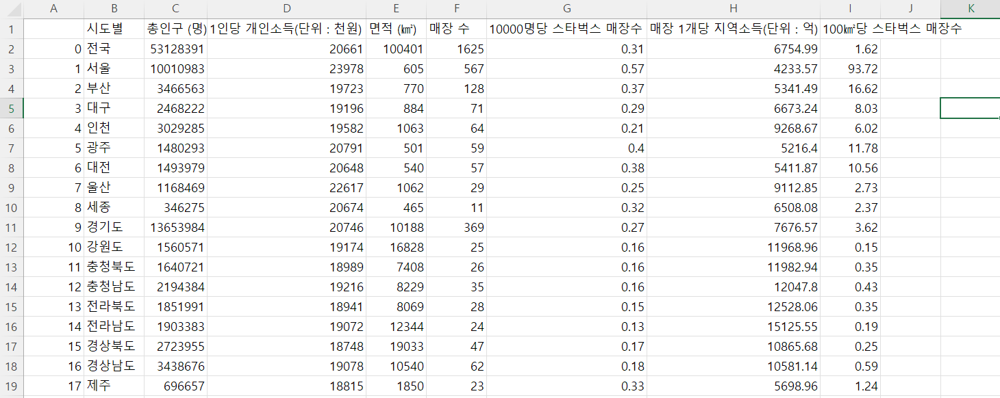 A B C D E F G H I J K
1 시도별 총인구 (명) 1인당 개인소득(단위 : 천원) 면적 (㎢) 매장 수 10000명당 스타벅스 매장수 매장 1개당 지역소득(단위 : 억) 100㎢당 스타벅스 매장수
2 0 전국 53128391 20661 100401 1625 0.31 6754.99 1.62
3 1 서울 10010983 23978 605 567 0.57 4233.57 93.72
4 2 부산 3466563 19723 770 128 0.37 5341.49 16.62
5 3 대구 2468222 19196 884 71 0.29 6673.24 8.03
6 4 인천 3029285 19582 1063 64 0.21 9268.67 6.02
7 5 광주 1480293 20791 501 59 0.4 5216.4 11.78
8 6 대전 1493979 20648 540 57 0.38 5411.87 10.56
9 7 울산 1168469 22617 1062 29 0.25 9112.85 2.73
10 8 세종 346275 20674 465 11 0.32 6508.08 2.37
11 9 경기도 13653984 20746 10188 369 0.27 7676.57 3.62
12 10 강원도 1560571 19174 16828 25 0.16 11968.96 0.15
13 11 충청북도 1640721 18989 7408 26 0.16 11982.94 0.35
14 12 충청남도 2194384 19216 8229 35 0.16 12047.8 0.43
15 13 전라북도 1851991 18941 8069 28 0.15 12528.06 0.35
16 14 전라남도 1903383 19072 12344 24 0.13 15125.55 0.19
17 15 경상북도 2723955 18748 19033 47 0.17 10865.68 0.25
18 16 경상남도 3438676 19078 10540 62 0.18 10581.14 0.59
19 17 제주 696657 18815 1850 23 0.33 5698.96 1.24